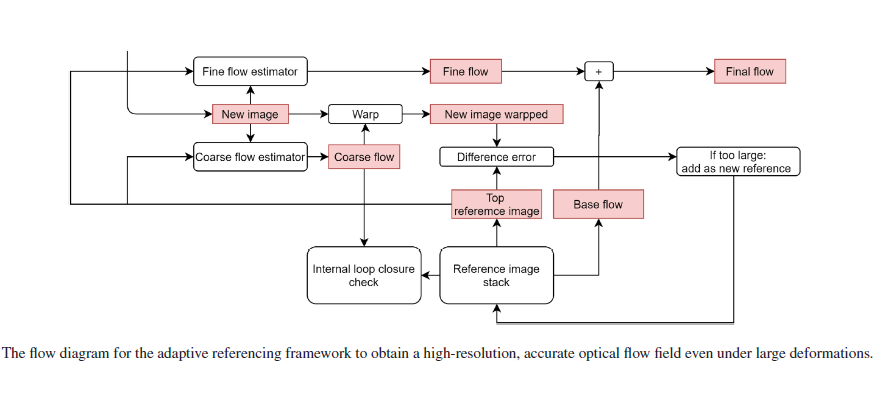 Fine flow estimator
Fine flow
+
Final flow
New image
Warp
New image warpped
Coarse flow estimator
Coarse flow
Difference error
If too large:
add as new reference
Top
referemce image
Base flow
Internal loop closure
check
Reference image
stack
The flow diagram for the adaptive referencing framework to obtain a high-resolution, accurate optical flow field even under large deformations.